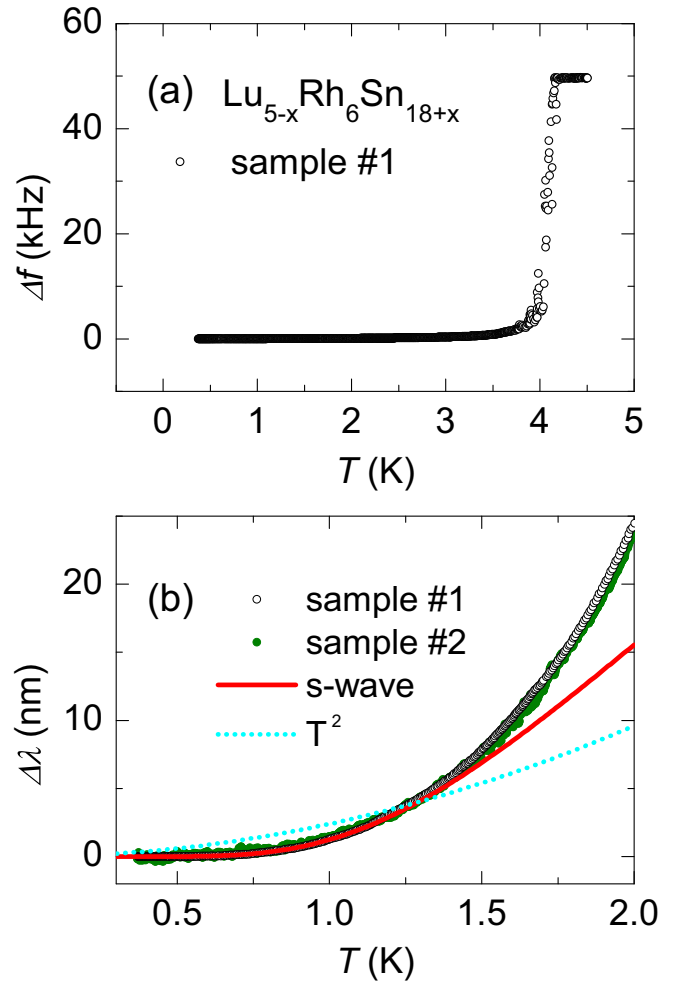 60
(a) Lu5-xRh6Sn18+x
sample #1
40
20
0
Δf (kHz)
0 1 2 3 4 5
T (K)
(b)
sample #1
sample #2
s-wave
T²
20
10
0
Δλ (nm)
0.5 1.0 1.5 2.0
T (K)